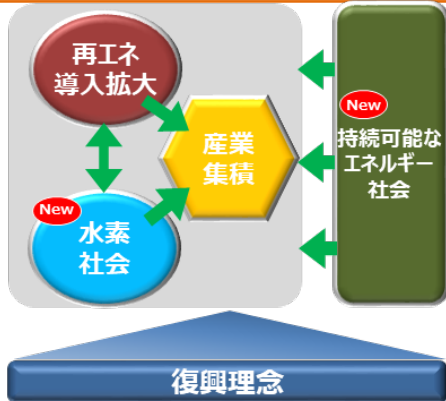 再エネ
導入拡大
産業
集積
New
水素
社会
New
持続可能な
エネルギー
社会
復興理念